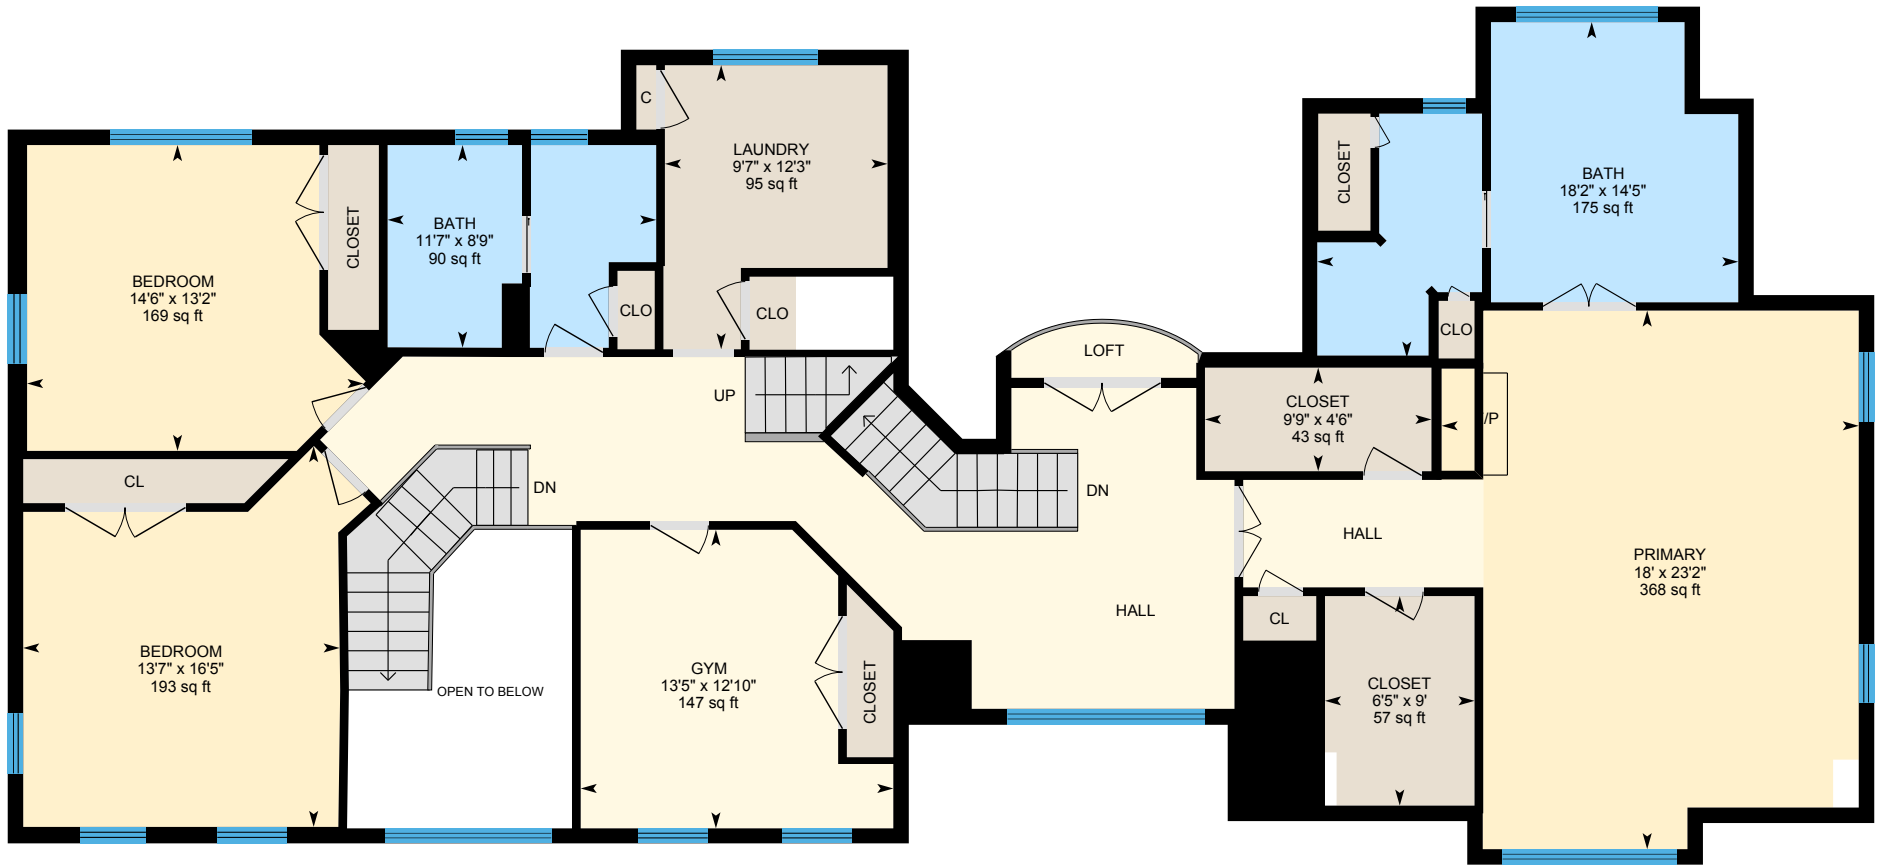 C
LAUNDRY
9'7" x 12'3"
95 sq ft
BATH
18'2" x 14'5"
175 sq ft
CLOSET
BEDROOM
14'6" x 13'2"
169 sq ft
CLOSET
BATH
11'7" x 8'9"
90 sq ft
CLO
CLO
CLO
LOFT
UP
CLOSET
9'9" x 4'6"
43 sq ft
/P
CL
DN
DN
HALL
PRIMARY
18' x 23'2"
368 sq ft
HALL
CL
BEDROOM
13'7" x 16'5"
193 sq ft
OPEN TO BELOW
GYM
13'5" x 12'10"
147 sq ft
CLOSET
CLOSET
6'5" x 9'
57 sq ft